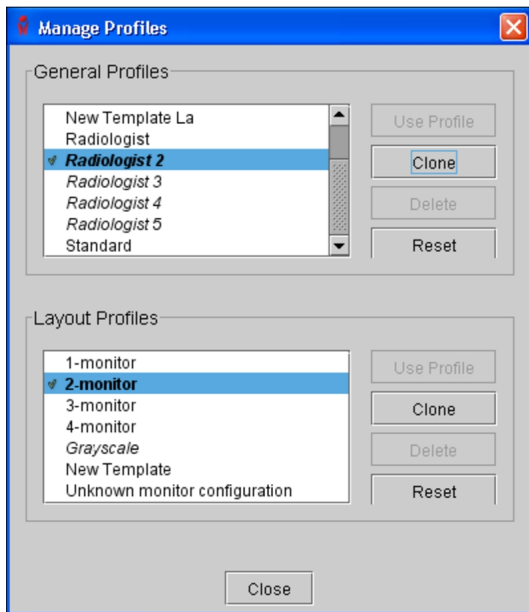 Manage Profiles
General Profiles
New Template La
Radiologist
Radiologist 2
Radiologist 3
Radiologist 4
Radiologist 5
Standard
Use Profile
Clone
Delete
Reset
Layout Profiles
1-monitor
2-monitor
3-monitor
4-monitor
Grayscale
New Template
Unknown monitor configuration
Use Profile
Clone
Delete
Reset
Close